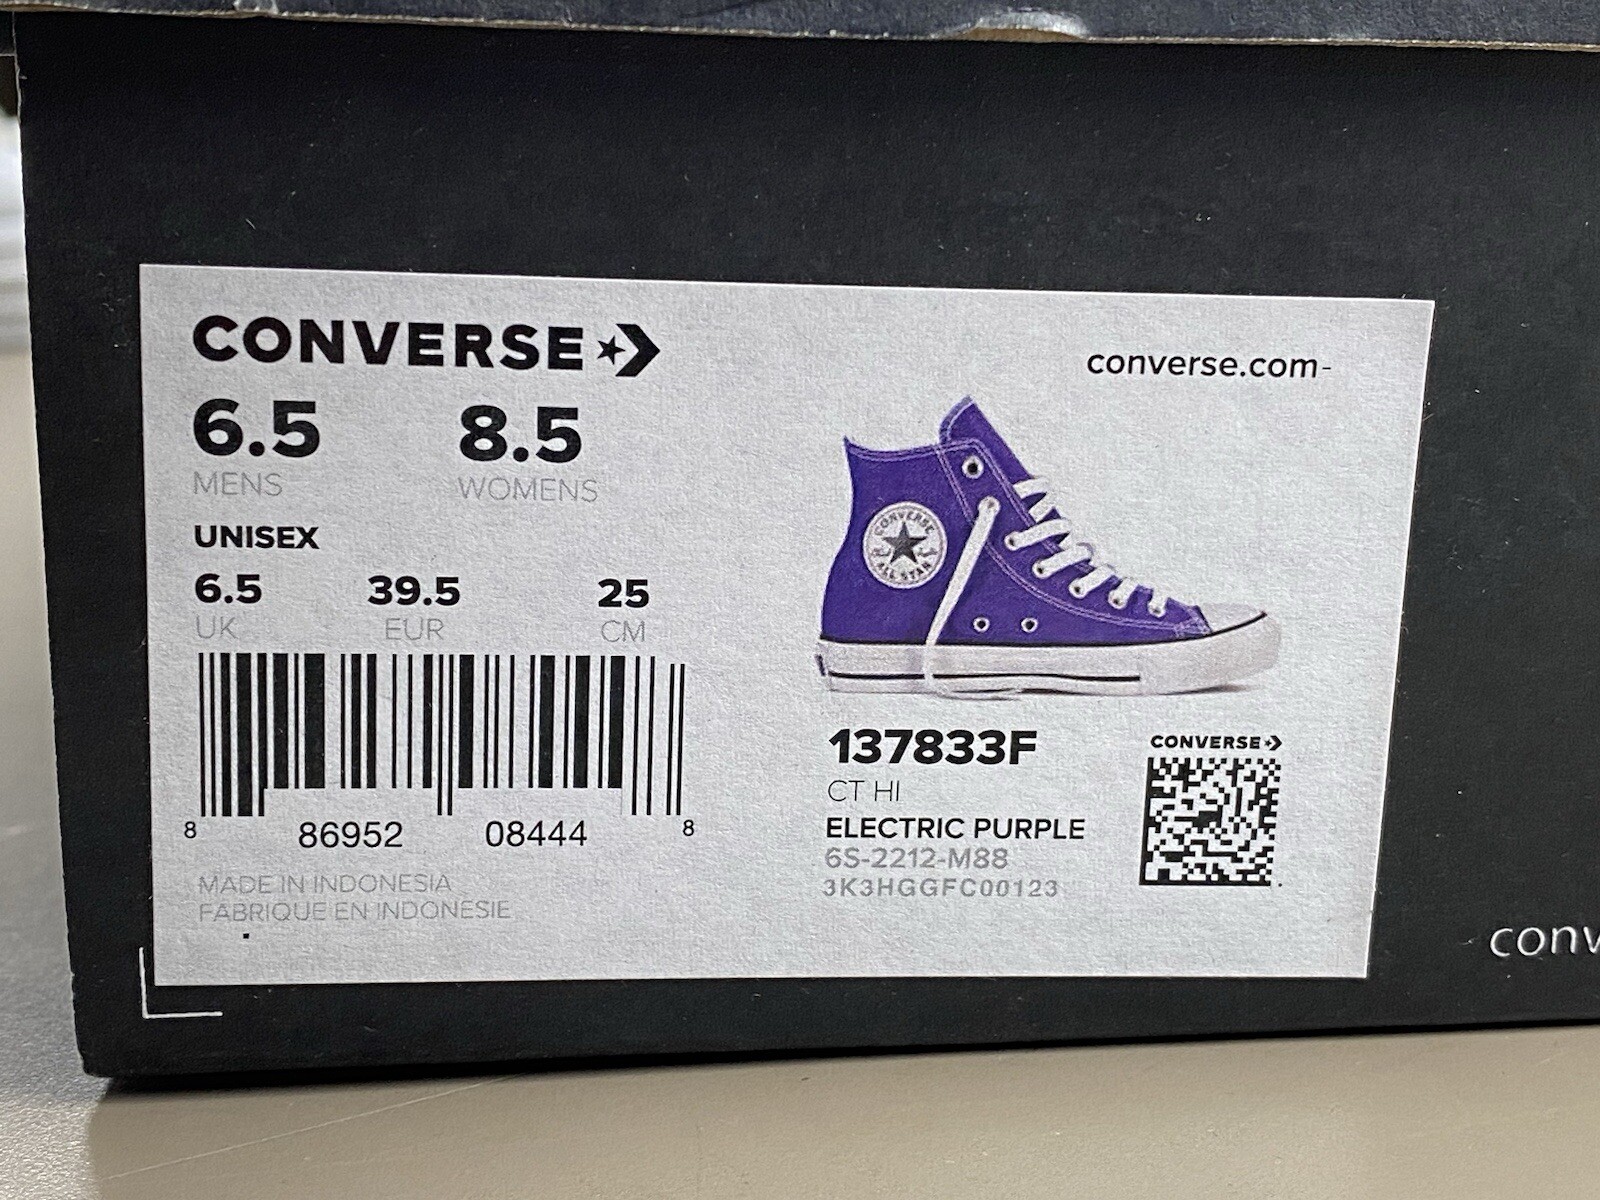 CONVERSE
6.5 8.5
MENS WOMENS
UNISEX
6.5 39.5 25
UK EUR CM
8 86952 08444 8
MADE IN INDONESIA
FABRIQUE EN INDONESIE
converse.com-
CONVERSE
ALL STAR
137833F
CT HI
ELECTRIC PURPLE
6S-2212-M88
3K3HGGFC00123
CONVERSE
conv